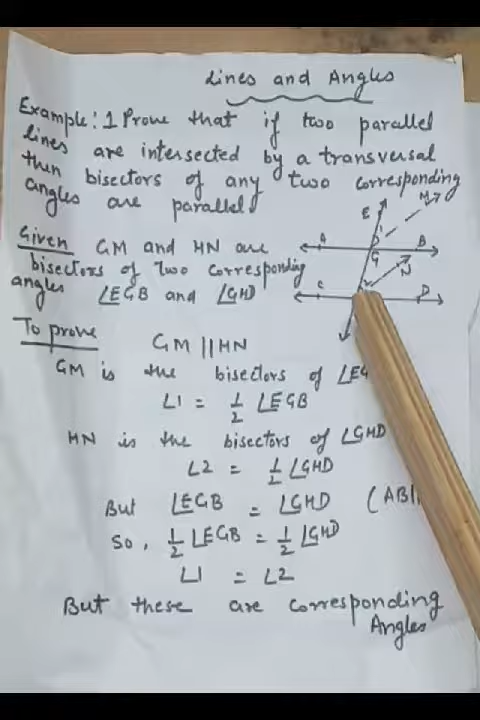 Lines and Angles
Example: 1 Prove that if two parallel
lines are intersected by a transversal
then bisectors of any two corresponding
angles are parallel
Given GM and HN are
bisectors of two corresponding
angles ∠EGB and ∠GHD
E
M
A
1
B
G
N
C
2
D
To prove GM || HN
GM is the bisectors of ∠EG
∠1 = 1/2 ∠EGB
HN is the bisectors of ∠GHD
∠2 = 1/2 ∠GHD
But ∠EGB = ∠GHD (AB||
So, 1/2 ∠EGB = 1/2 ∠GHD
∠1 = ∠2
But these are corresponding
Angles